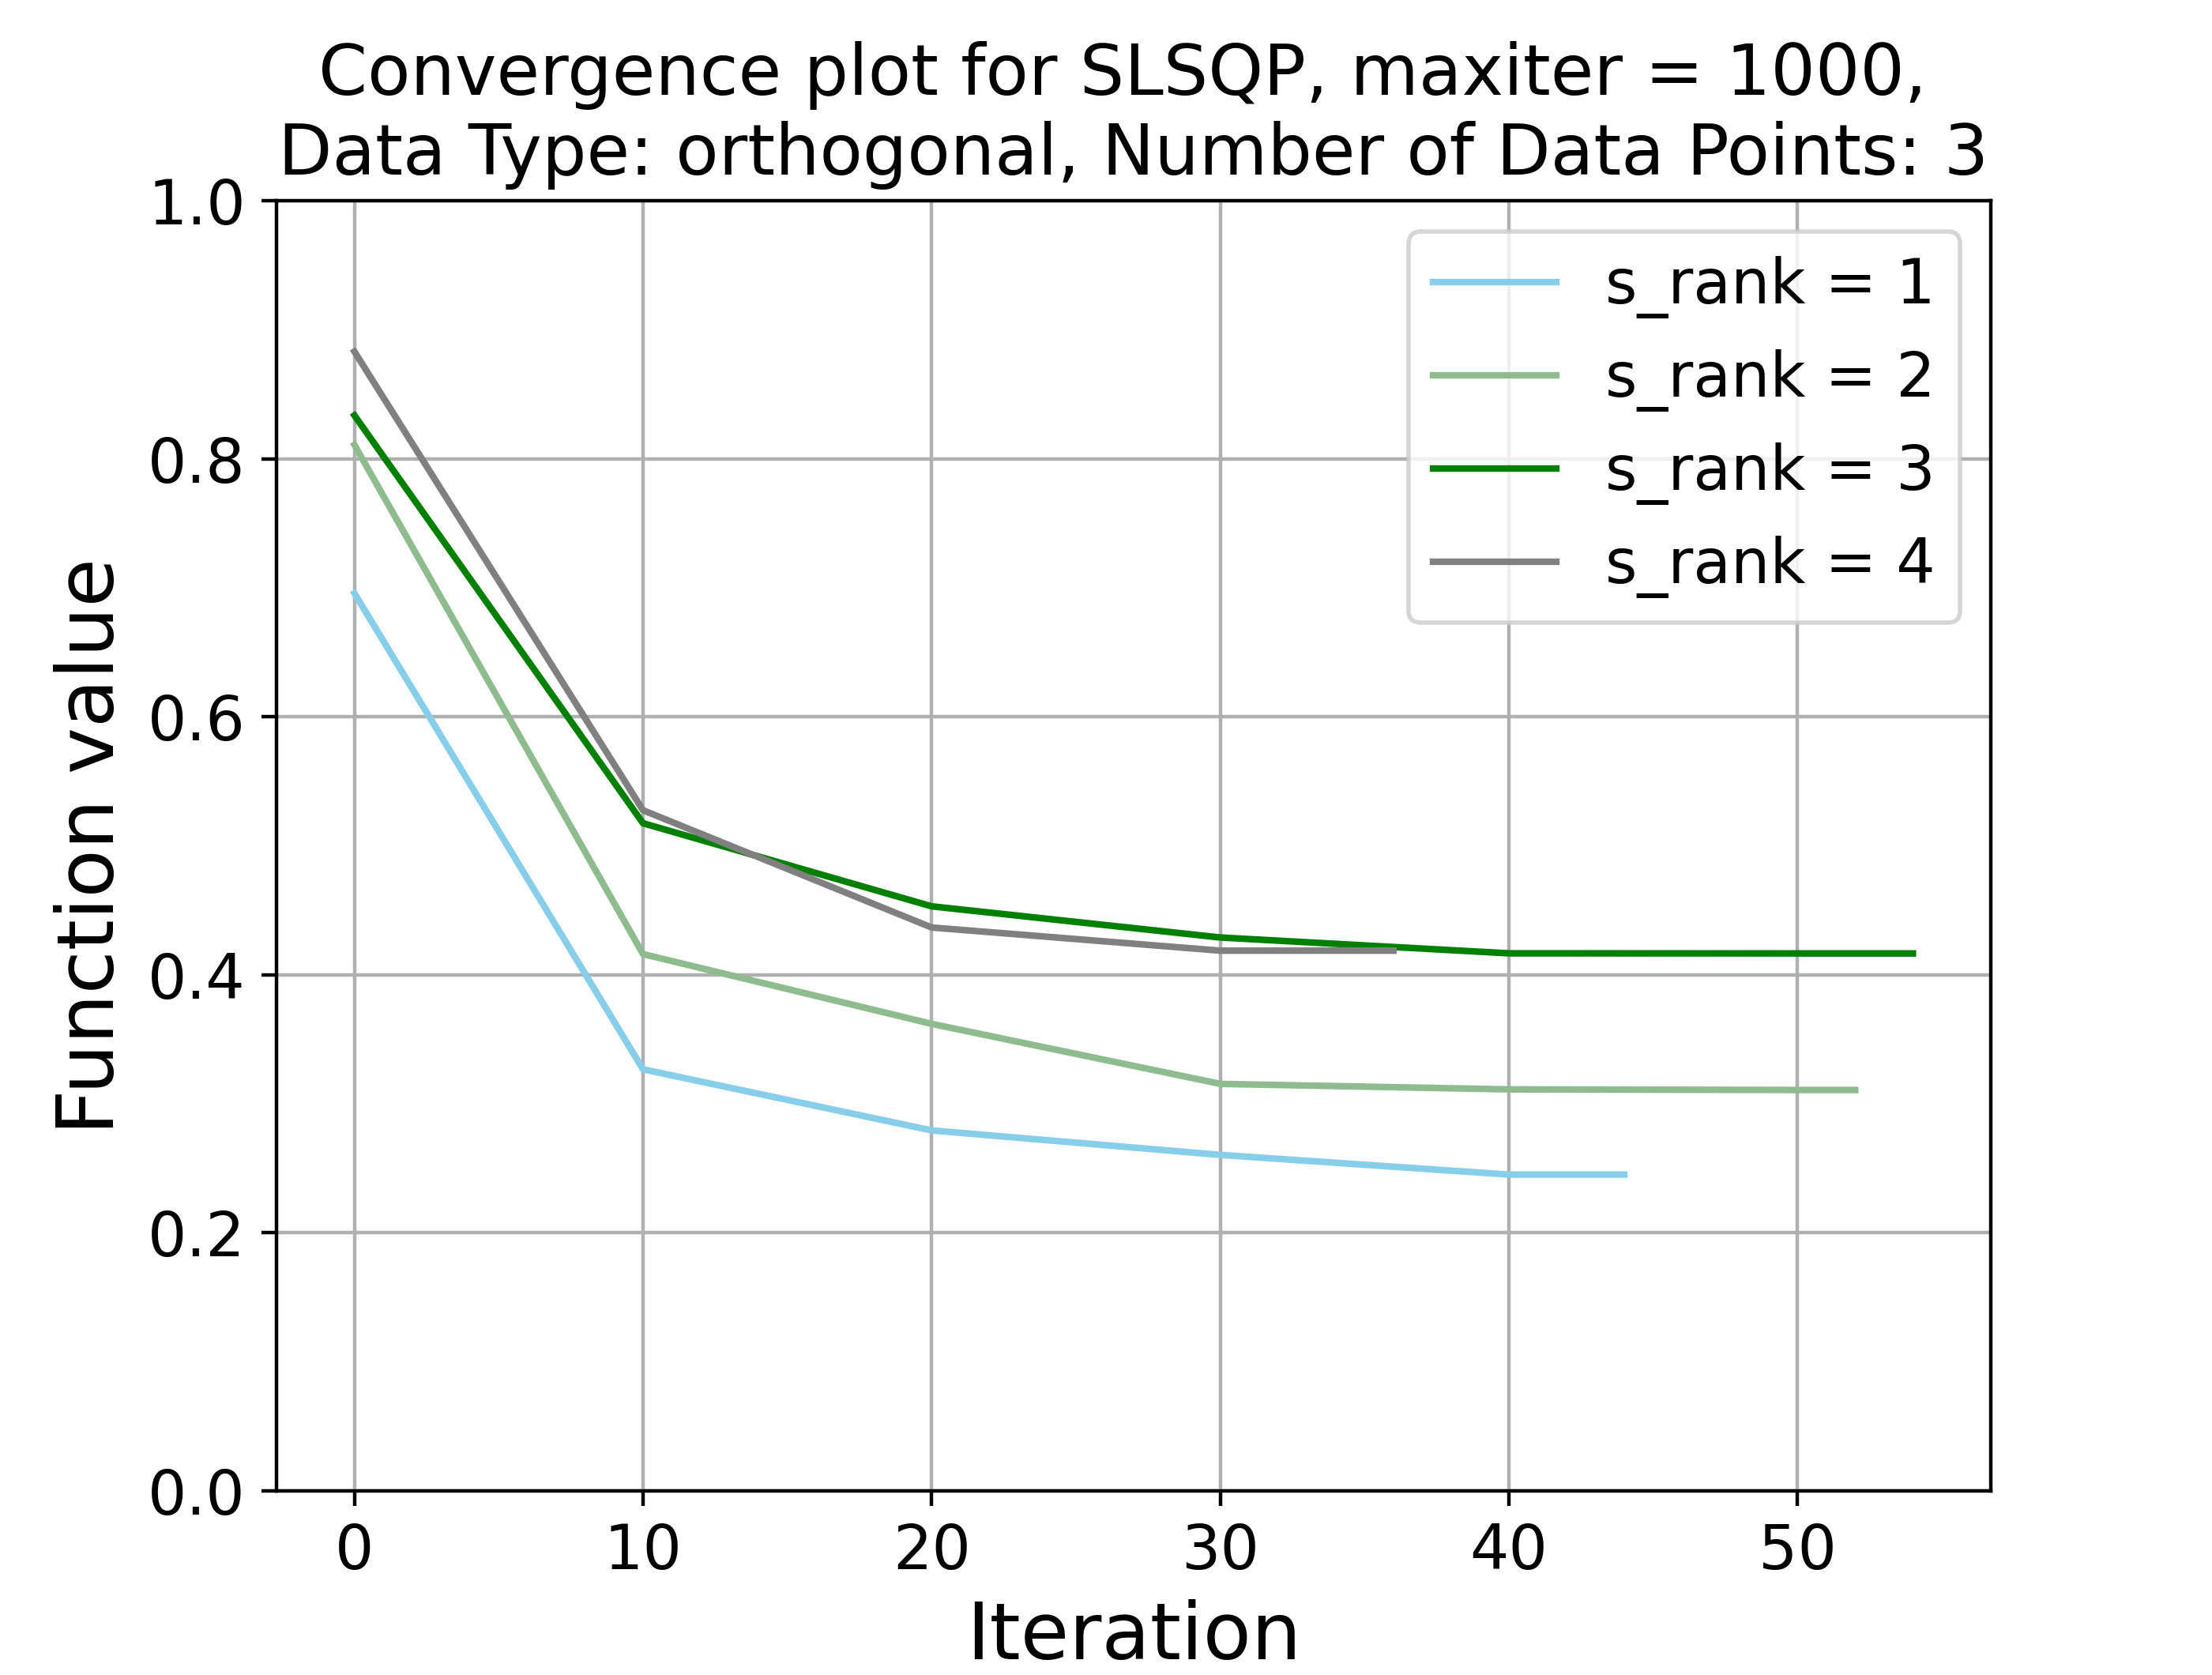 Convergence plot for SLSQP, maxiter = 1000,
Data Type: orthogonal, Number of Data Points: 3
1.0
0.8
0.6
0.4
0.2
0.0
Function value
s_rank = 1
s_rank = 2
s_rank = 3
s_rank = 4
0 10 20 30 40 50
Iteration